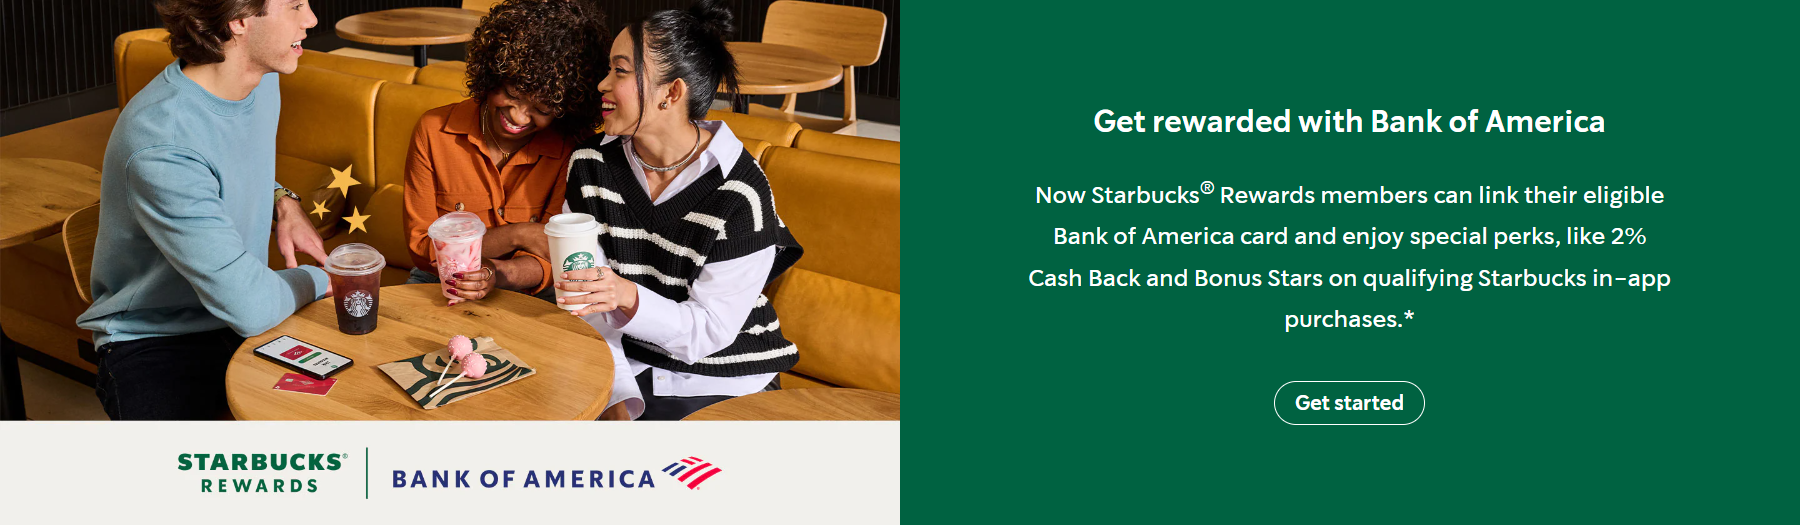 STARBUCKS®
REWARDS
BANK OF AMERICA
Get rewarded with Bank of America
Now Starbucks® Rewards members can link their eligible
Bank of America card and enjoy special perks, like 2%
Cash Back and Bonus Stars on qualifying Starbucks in-app
purchases.*
Get started